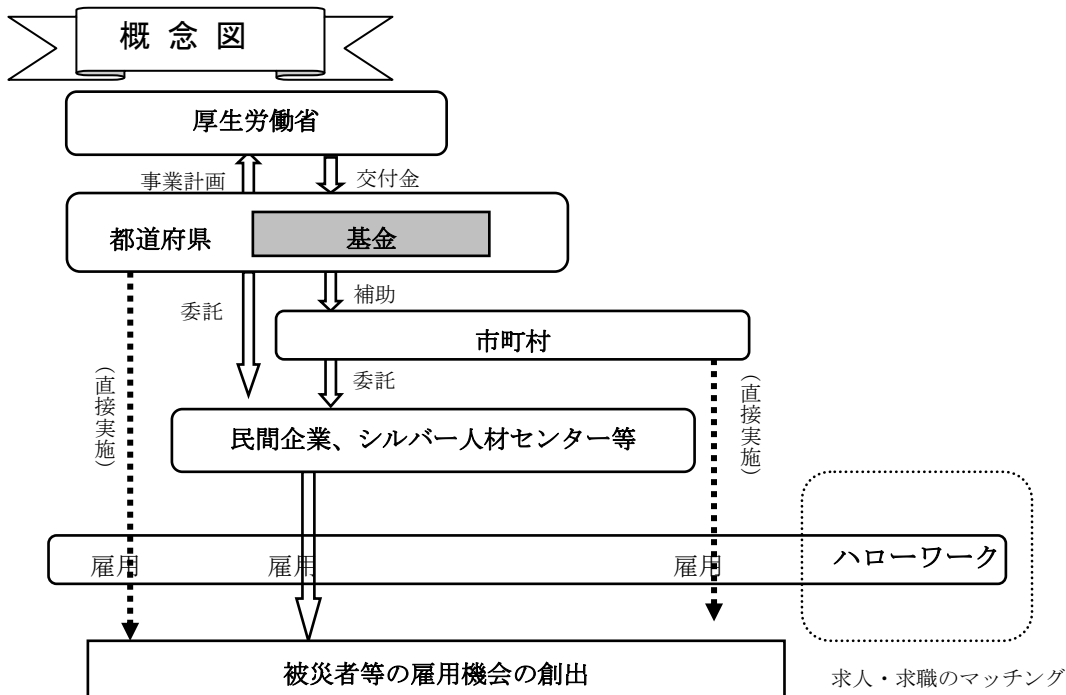 概 念 図
厚生労働省
事業計画
交付金
都道府県
基金
委託
補助
市町村
委託
(直接実施)
(直接実施)
民間企業、シルバー人材センター等
雇用
雇用
雇用
ハローワーク
被災者等の雇用機会の創出
求人・求職のマッチング